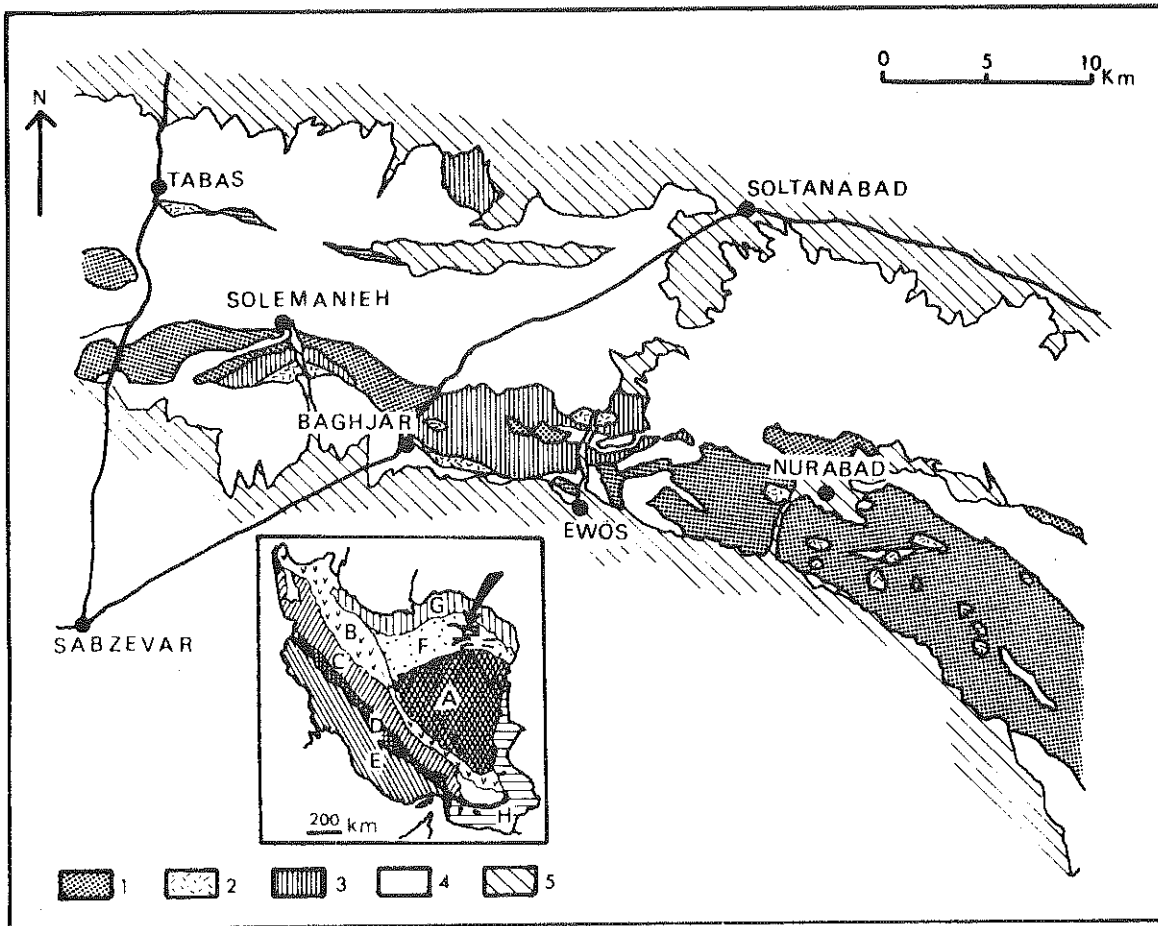 0 5 10 Km
N
TABAS
SOLTANABAD
SOLEMANIEH
BAGHJAR
NURABAD
EWOS
SABZEVAR
G
B
F
C
A
D
E
H
200 km
1 2 3 4 5